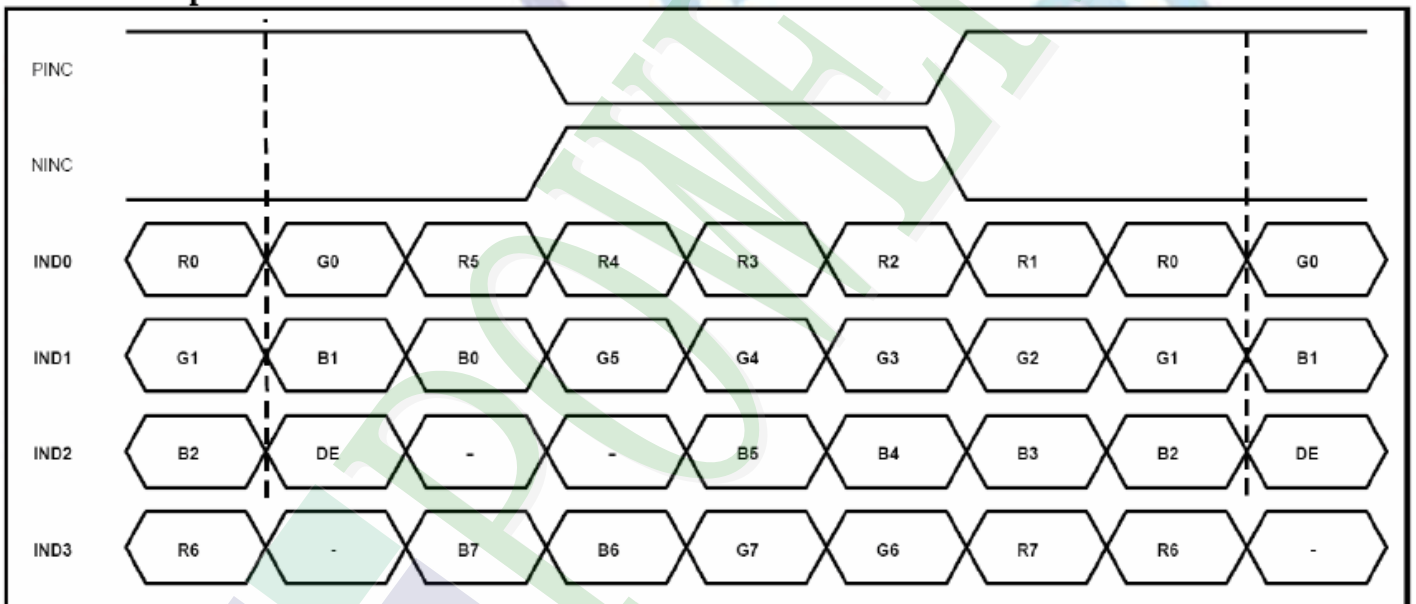 PINC
NINC
IND0 R0 G0 R5 R4 R3 R2 R1 R0 G0
IND1 G1 B1 B0 G5 G4 G3 G2 G1 B1
IND2 B2 DE - - B5 B4 B3 B2 DE
IND3 R6 - B7 B6 G7 G6 R7 R6 -